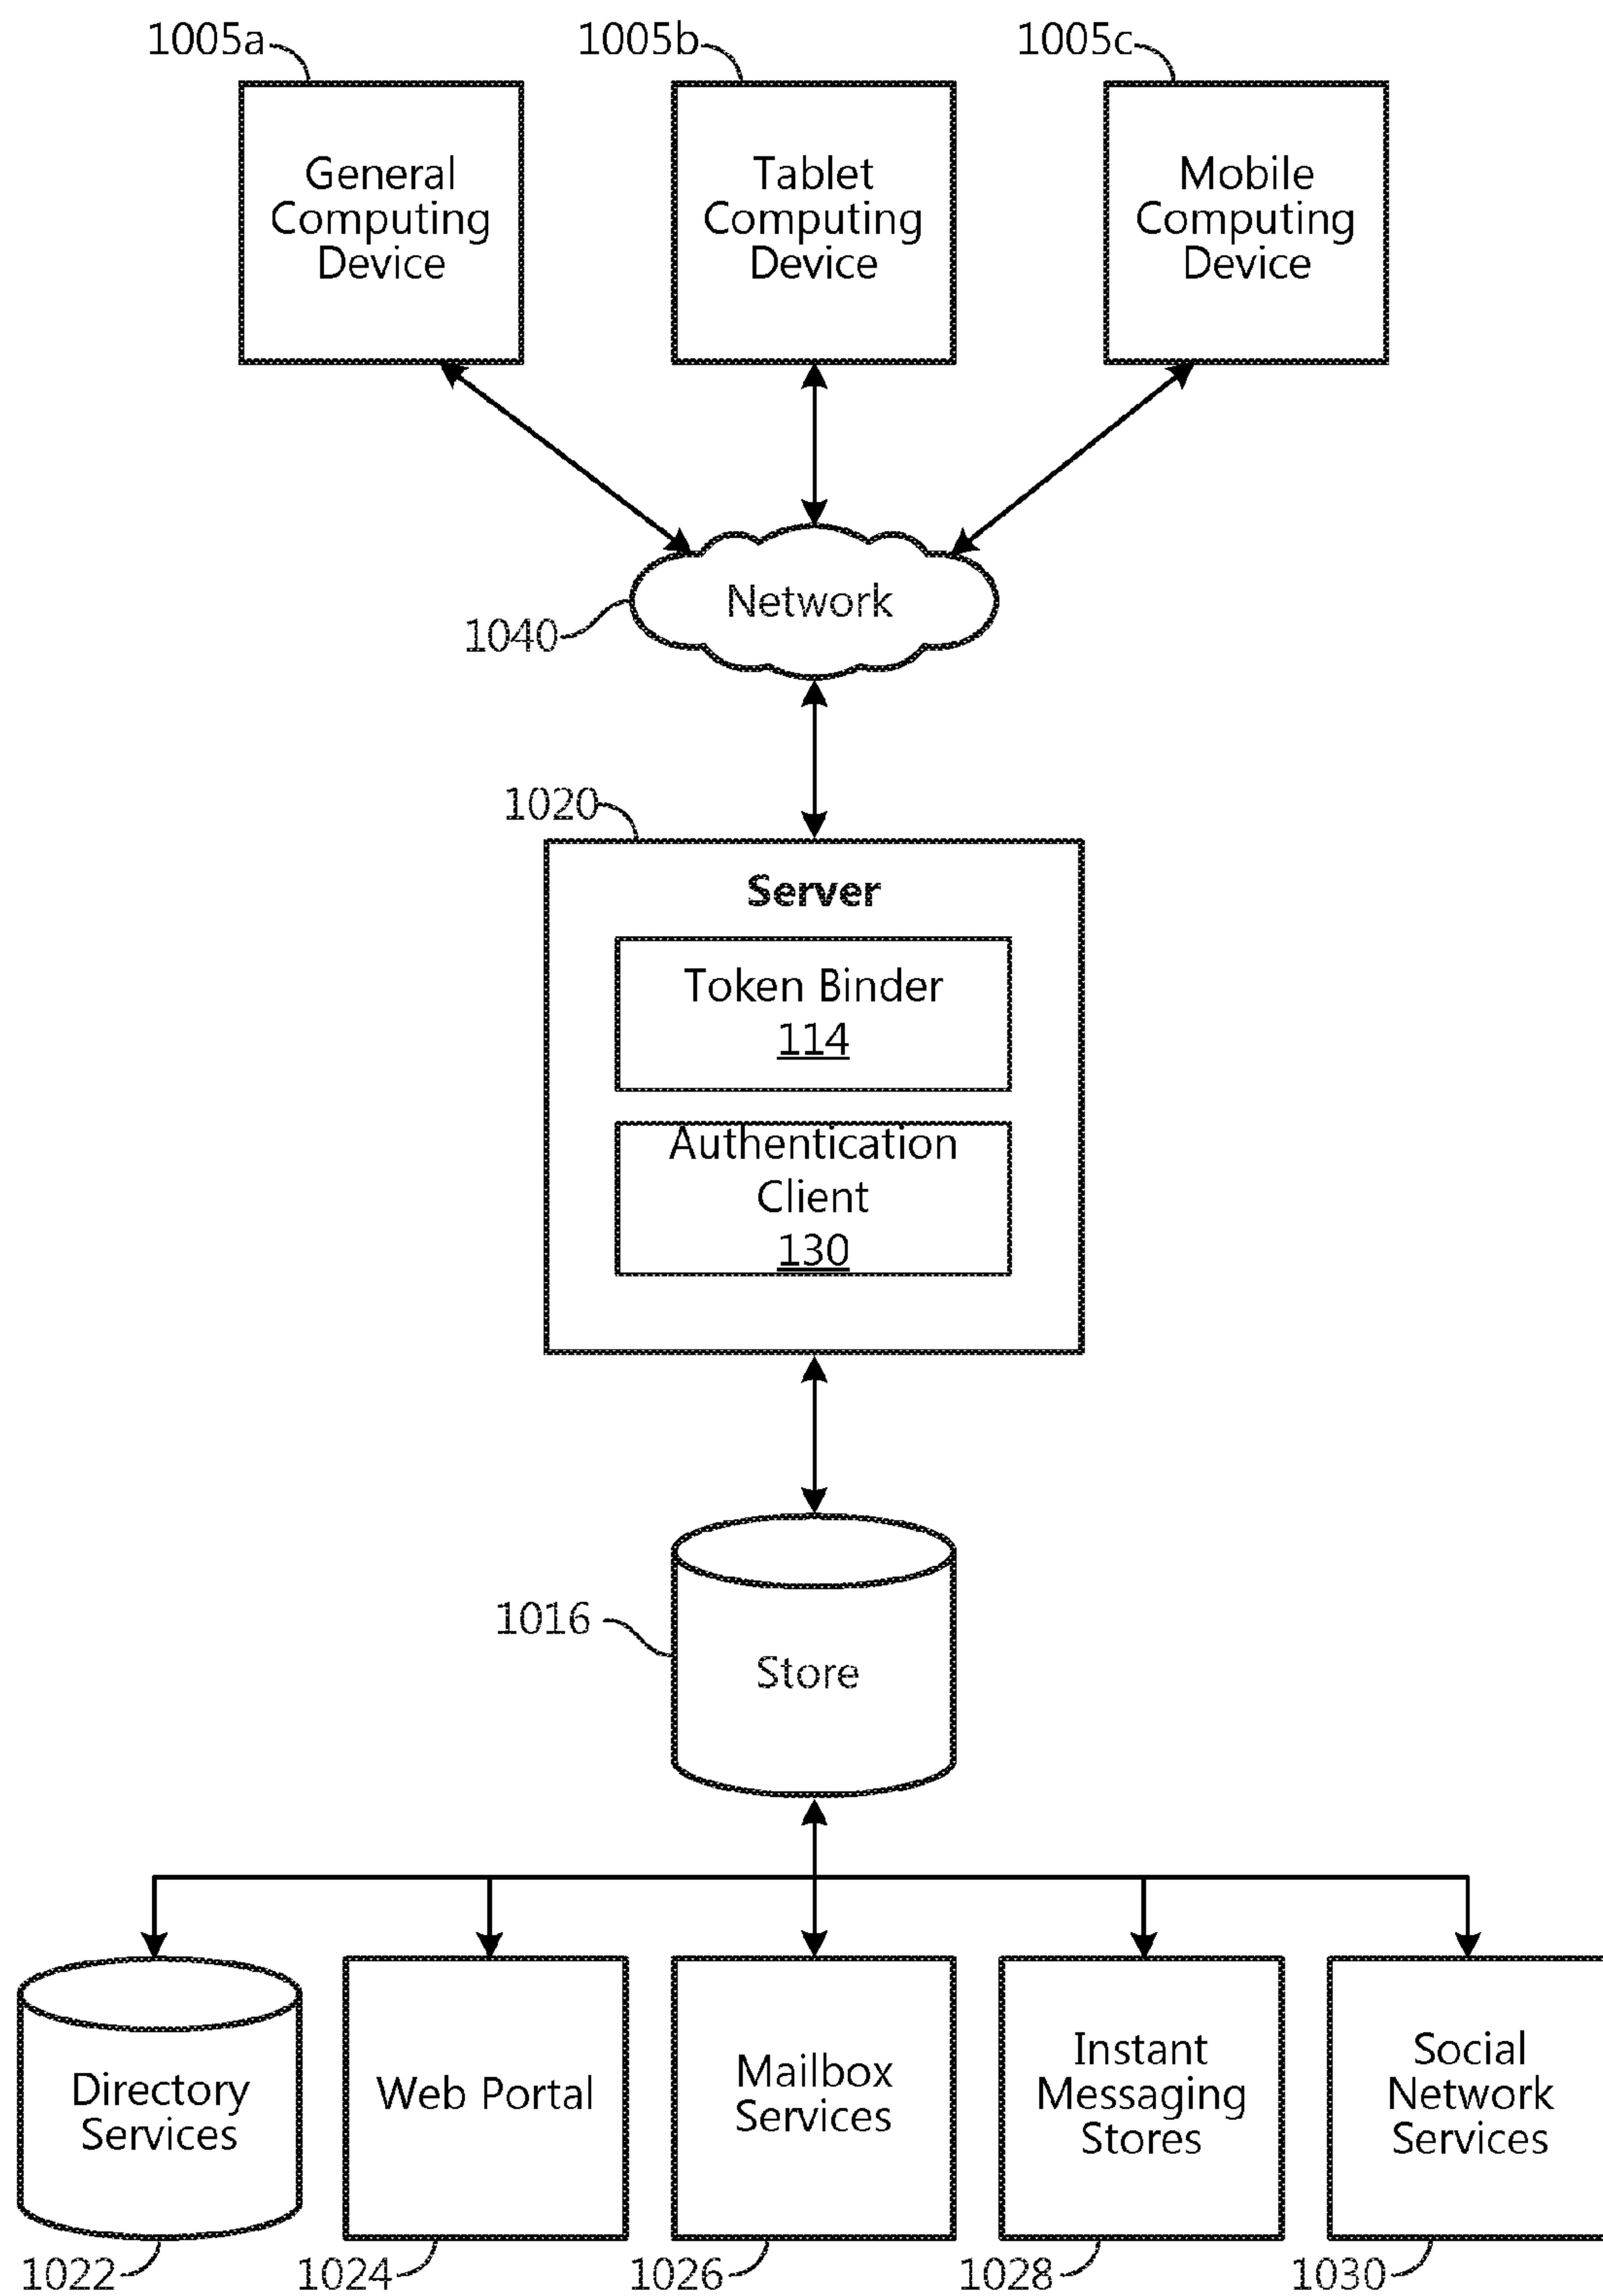 1005a
1005b
1005c
General
Computing
Device
Tablet
Computing
Device
Mobile
Computing
Device
Network
1040
1020
Server
Token Binder
114
Authentication
Client
130
1016
Store
Directory
Services
Web Portal
Mailbox
Services
Instant
Messaging
Stores
Social
Network
Services
1022
1024
1026
1028
1030